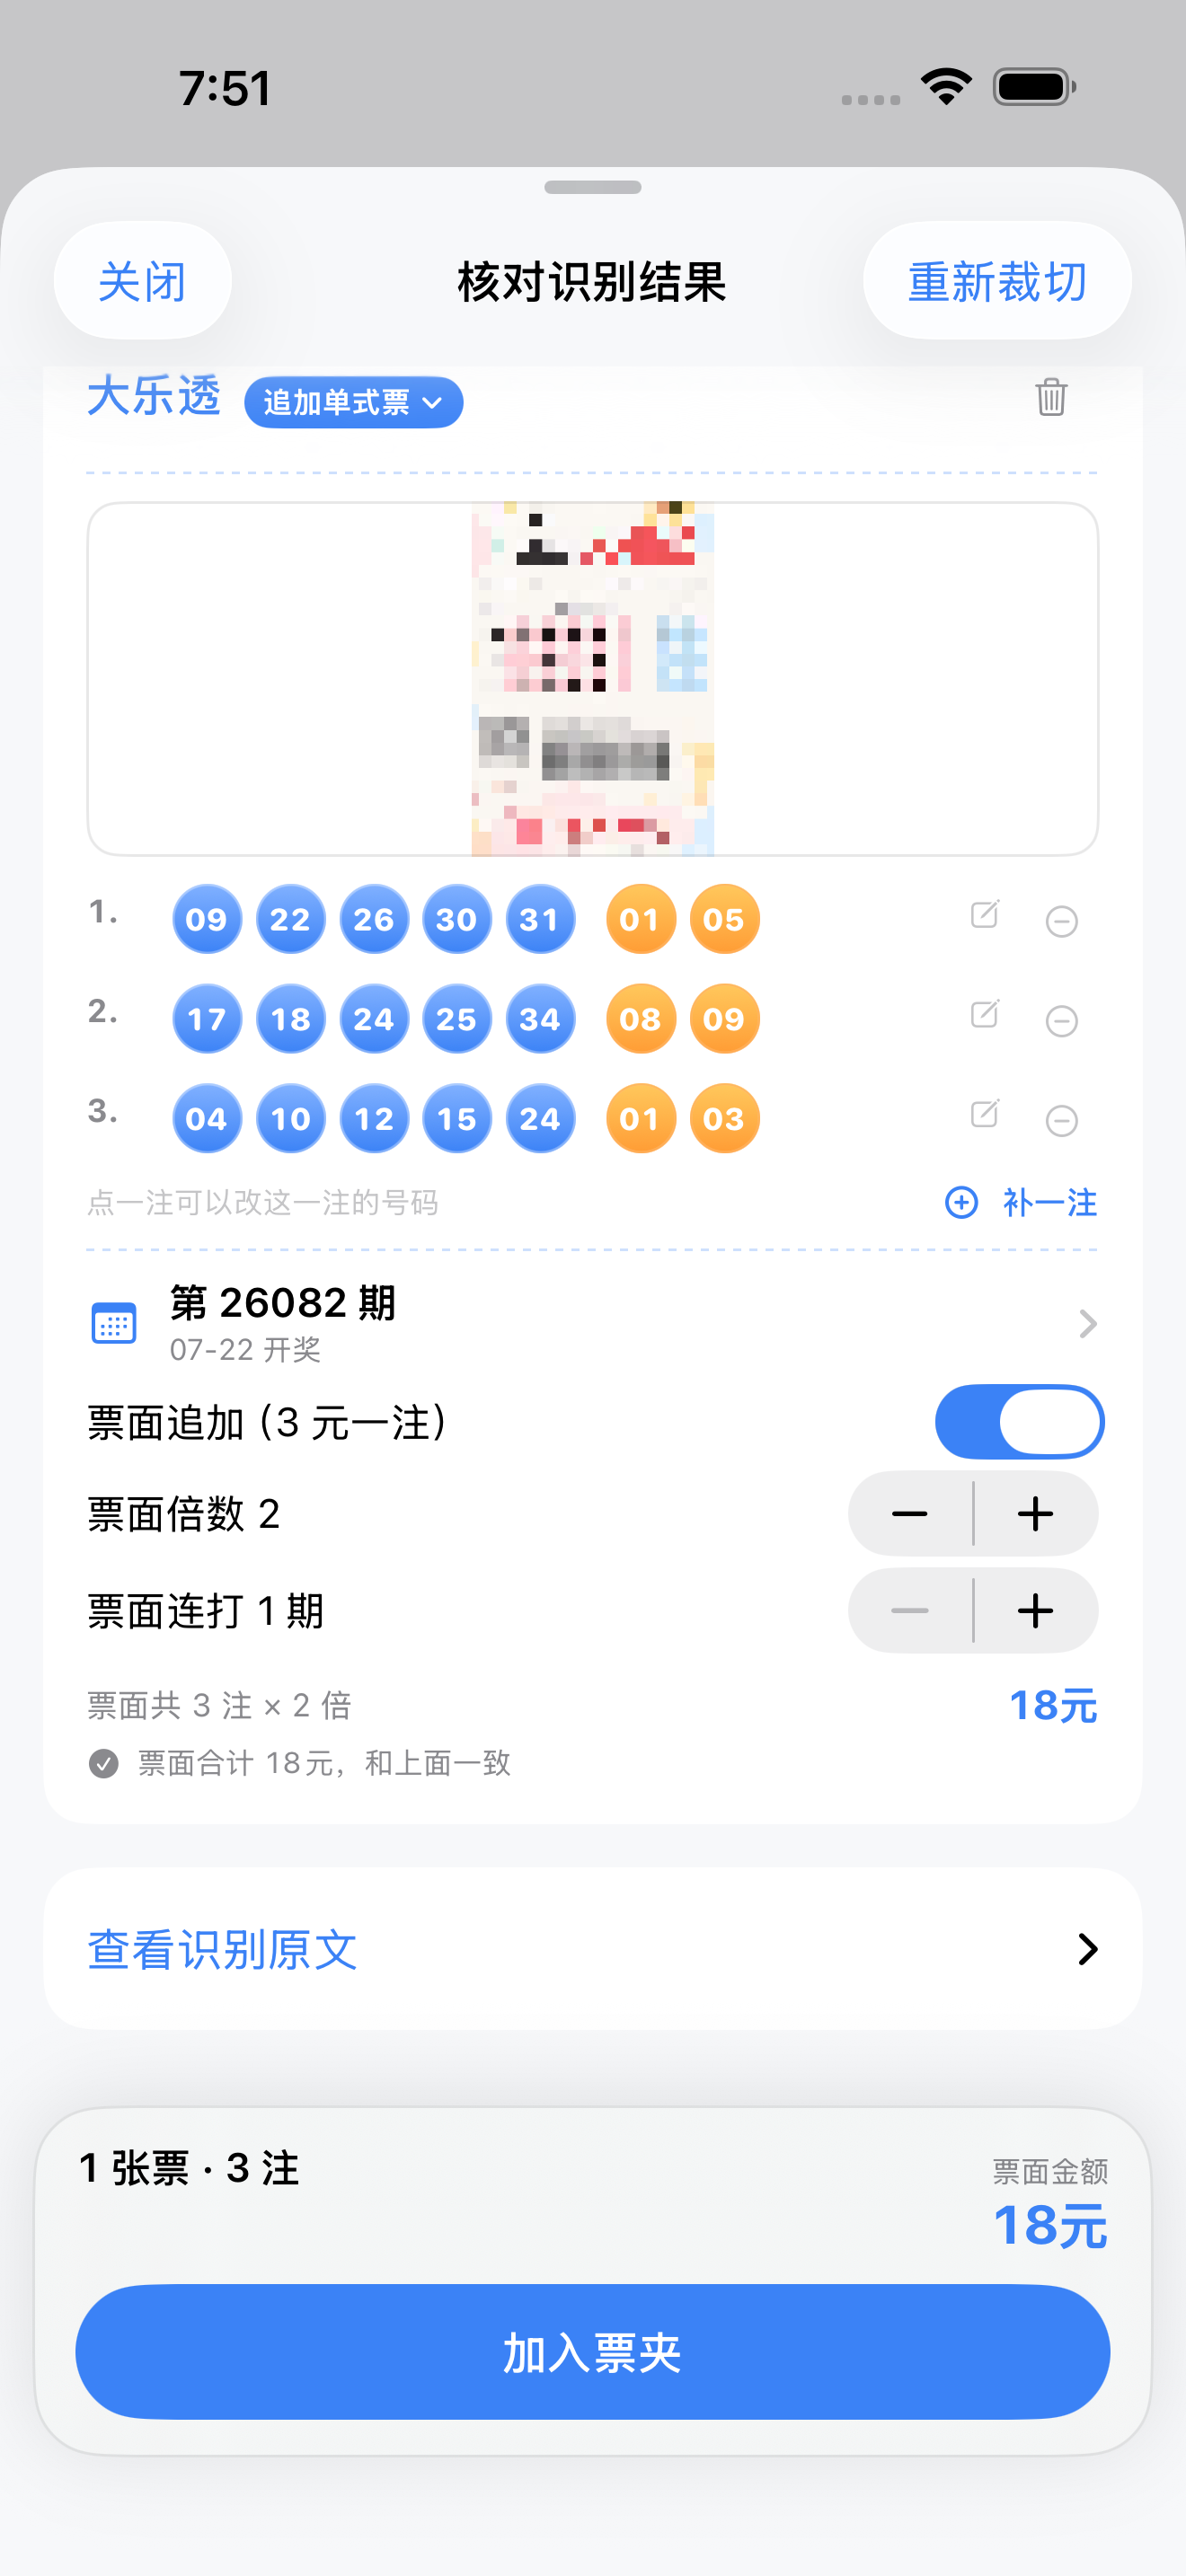 7:51
关闭
核对识别结果
重新裁切
大乐透
追加单式票
1. 09 22 26 30 31 01 05
2. 17 18 24 25 34 08 09
3. 04 10 12 15 24 01 03
点一注可以改这一注的号码
补一注
第 26082 期
07-22 开奖
票面追加（3 元一注）
票面倍数 2
票面连打 1 期
票面共 3 注 × 2 倍
18元
票面合计 18元，和上面一致
查看识别原文
1 张票 · 3 注
票面金额
18元
加入票夹